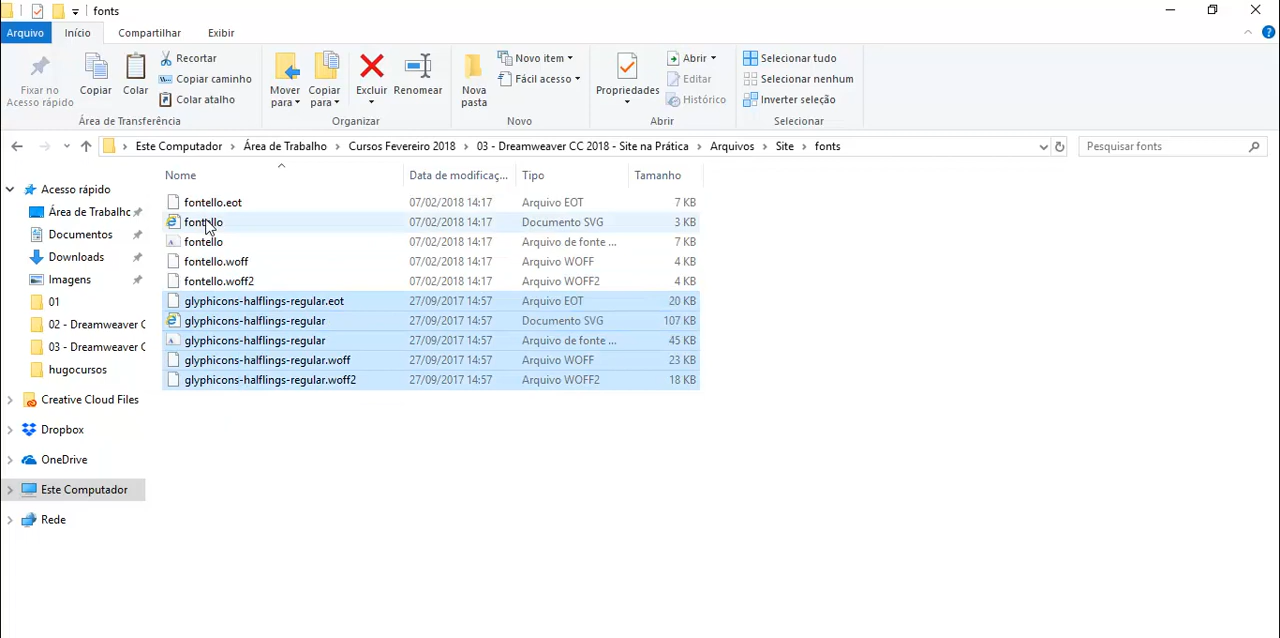 fonts
Arquivo Início Compartilhar Exibir
Fixar no Acesso rápido
Copiar
Colar
Recortar
Copiar caminho
Colar atalho
Área de Transferência
Mover para
Copiar para
Excluir
Renomear
Organizar
Nova pasta
Novo item
Fácil acesso
Novo
Propriedades
Abrir
Editar
Histórico
Abrir
Selecionar tudo
Selecionar nenhum
Inverter seleção
Selecionar
Este Computador > Área de Trabalho > Cursos Fevereiro 2018 > 03 - Dreamweaver CC 2018 - Site na Prática > Arquivos > Site > fonts
Pesquisar fonts
Acesso rápido
Área de Trabalho
Documentos
Downloads
Imagens
01
02 - Dreamweaver C
03 - Dreamweaver C
hugocursos
Creative Cloud Files
Dropbox
OneDrive
Este Computador
Rede
Nome Data de modificaç... Tipo Tamanho
fontello.eot 07/02/2018 14:17 Arquivo EOT 7 KB
fontello 07/02/2018 14:17 Documento SVG 3 KB
fontello 07/02/2018 14:17 Arquivo de fonte ... 7 KB
fontello.woff 07/02/2018 14:17 Arquivo WOFF 4 KB
fontello.woff2 07/02/2018 14:17 Arquivo WOFF2 4 KB
glyphicons-halflings-regular.eot 27/09/2017 14:57 Arquivo EOT 20 KB
glyphicons-halflings-regular 27/09/2017 14:57 Documento SVG 107 KB
glyphicons-halflings-regular 27/09/2017 14:57 Arquivo de fonte ... 45 KB
glyphicons-halflings-regular.woff 27/09/2017 14:57 Arquivo WOFF 23 KB
glyphicons-halflings-regular.woff2 27/09/2017 14:57 Arquivo WOFF2 18 KB